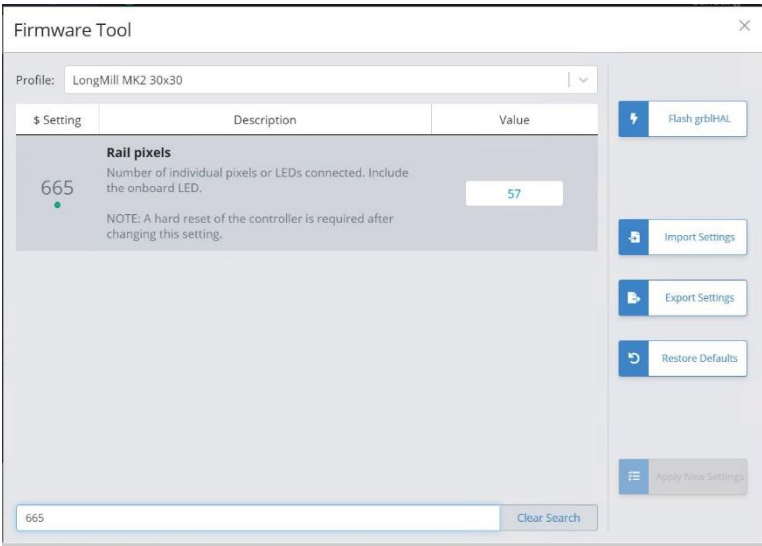 Firmware Tool
Profile: LongMill MK2 30x30
$ Setting Description Value
Flash grblHAL
665
Rail pixels
Number of individual pixels or LEDs connected. Include
the onboard LED.
NOTE: A hard reset of the controller is required after
changing this setting.
57
Import Settings
Export Settings
Restore Defaults
Apply New Settings
665
Clear Search